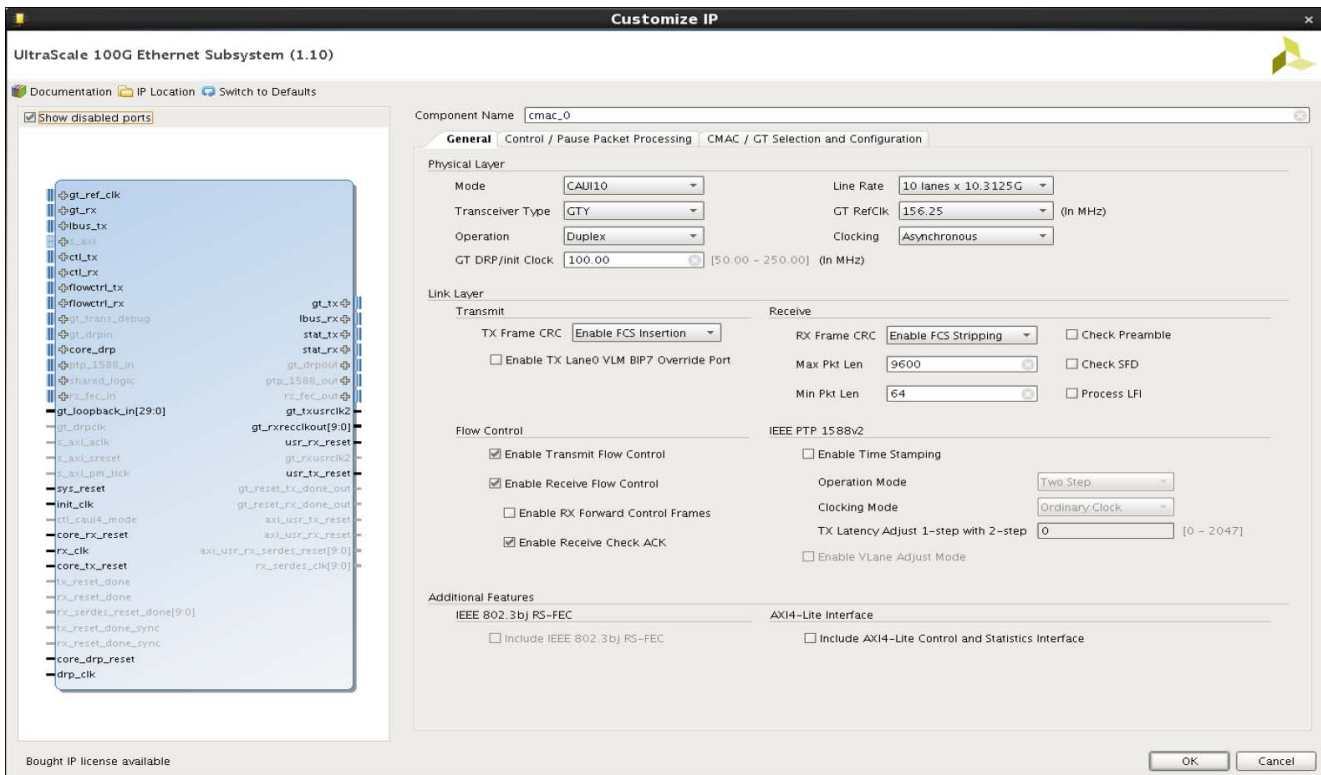 Customize IP
UltraScale 100G Ethernet Subsystem (1.10)
Documentation IP Location Switch to Defaults
Show disabled ports
gt_ref_clk
gt_rx
lbus_tx
s_axi
ctl_tx
ctl_rx
flowctrl_tx
flowctrl_rx gt_tx
gt_trans_debug lbus_rx
gt_drpin stat_tx
core_drp stat_rx
ptp_1588_in gt_drpout
shared_logic ptp_1588_out
rs_fec_in rs_fec_out
gt_loopback_in[29:0] gt_txusrclk2
gt_drpclk gt_rxrecclkout[9:0]
s_axi_aclk usr_rx_reset
s_axi_sreset gt_rxusrclk2
s_axi_pm_tick usr_tx_reset
sys_reset gt_reset_tx_done_out
init_clk gt_reset_rx_done_out
ctl_caui4_mode axi_usr_tx_reset
core_rx_reset axi_usr_rx_reset
rx_clk axi_usr_rx_serdes_reset[9:0]
core_tx_reset rx_serdes_clk[9:0]
tx_reset_done
rx_reset_done
rx_serdes_reset_done[9:0]
tx_reset_done_sync
rx_reset_done_sync
core_drp_reset
drp_clk
Bought IP license available
Component Name cmac_0
General Control / Pause Packet Processing CMAC / GT Selection and Configuration
Physical Layer
Mode CAUI10 Line Rate 10 lanes x 10.3125G
Transceiver Type GTY GT RefClk 156.25 (In MHz)
Operation Duplex Clocking Asynchronous
GT DRP/init Clock 100.00 [50.00 - 250.00] (In MHz)
Link Layer
Transmit Receive
TX Frame CRC Enable FCS Insertion RX Frame CRC Enable FCS Stripping Check Preamble
Enable TX Lane0 VLM BIP7 Override Port Max Pkt Len 9600 Check SFD
Min Pkt Len 64 Process LFI
Flow Control IEEE PTP 1588v2
Enable Transmit Flow Control Enable Time Stamping
Enable Receive Flow Control Operation Mode Two Step
Enable RX Forward Control Frames Clocking Mode Ordinary Clock
Enable Receive Check ACK TX Latency Adjust 1-step with 2-step 0 [0 - 2047]
Enable VLane Adjust Mode
Additional Features
IEEE 802.3bj RS-FEC AXI4-Lite Interface
Include IEEE 802.3bj RS-FEC Include AXI4-Lite Control and Statistics Interface
OK Cancel